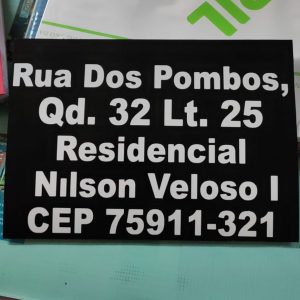 Rua Dos Pombos,
Qd. 32 Lt. 25
Residencial
Nılson Veloso I
CEP 75911-321